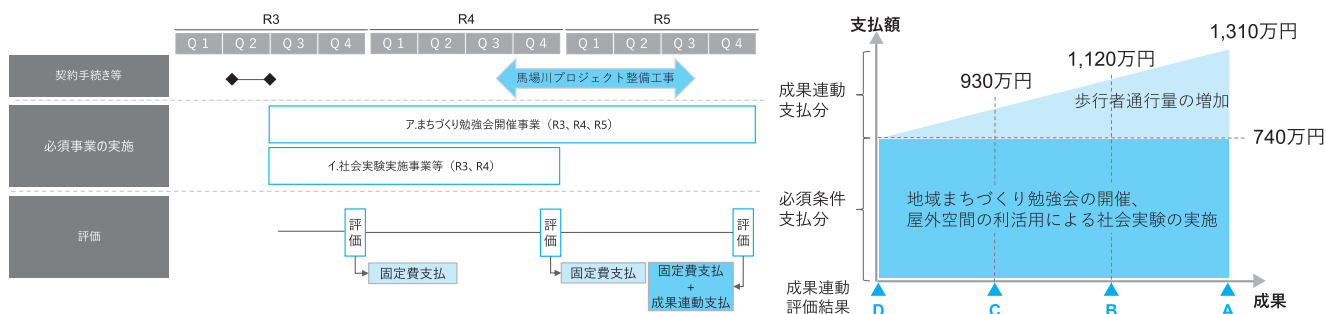 R3 R4 R5
Q1 Q2 Q3 Q4 Q1 Q2 Q3 Q4 Q1 Q2 Q3 Q4
契約手続き等
馬場川プロジェクト整備工事
必須事業の実施
ア.まちづくり勉強会開催事業（R3、R4、R5）
イ.社会実験実施事業等（R3、R4）
評価
評価
評価
評価
固定費支払
固定費支払
固定費支払
+
成果連動支払
支払額
1,310万円
1,120万円
930万円
成果連動
支払分
歩行者通行量の増加
740万円
必須条件
支払分
地域まちづくり勉強会の開催、
屋外空間の利活用による社会実験の実施
成果連動
評価結果
D C B A
成果